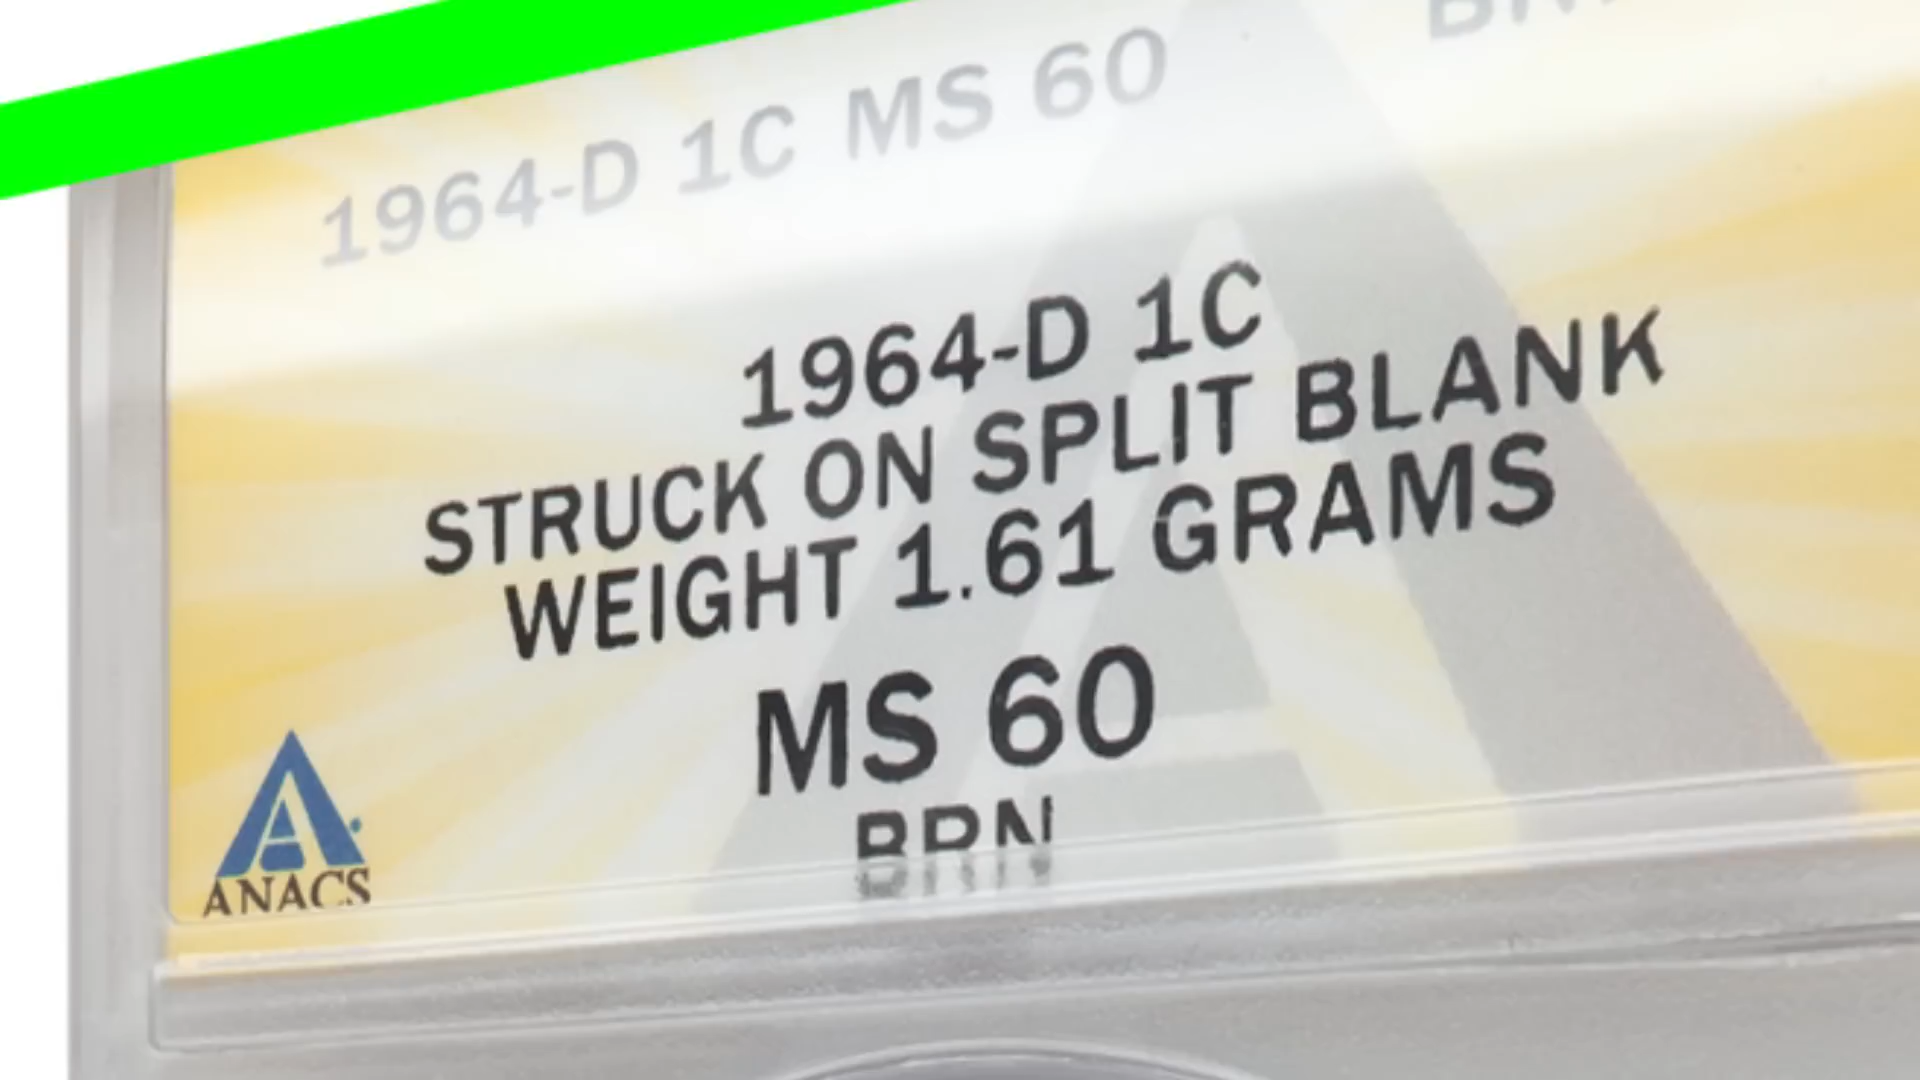 1964-D 1C MS 60
1964-D 1C
STRUCK ON SPLIT BLANK
WEIGHT 1.61 GRAMS
MS 60
BRN
ANACS